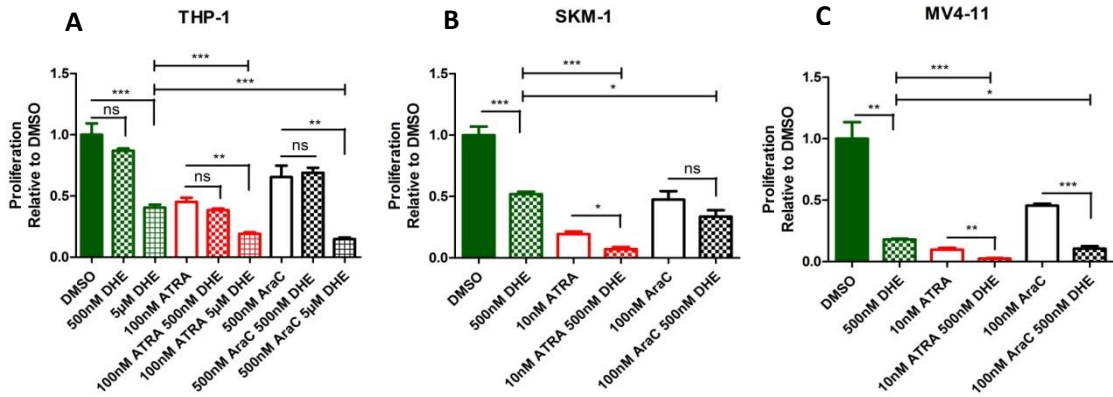 A
THP-1
Proliferation
Relative to DMSO
1.5
1.0
0.5
0.0
***
***
***
ns
**
ns
**
ns
DMSO
500nM DHE
5µM DHE
100nM ATRA
100nM ATRA 500nM DHE
100nM ATRA 5µM DHE
500nM AraC
500nM AraC 500nM DHE
500nM AraC 5µM DHE
B
SKM-1
Proliferation
Relative to DMSO
1.5
1.0
0.5
0.0
***
*
***
*
ns
DMSO
500nM DHE
10nM ATRA
10nM ATRA 500nM DHE
100nM AraC
100nM AraC 500nM DHE
C
MV4-11
Proliferation
Relative to DMSO
1.5
1.0
0.5
0.0
***
*
**
**
***
DMSO
500nM DHE
10nM ATRA
10nM ATRA 500nM DHE
100nM AraC
100nM AraC 500nM DHE